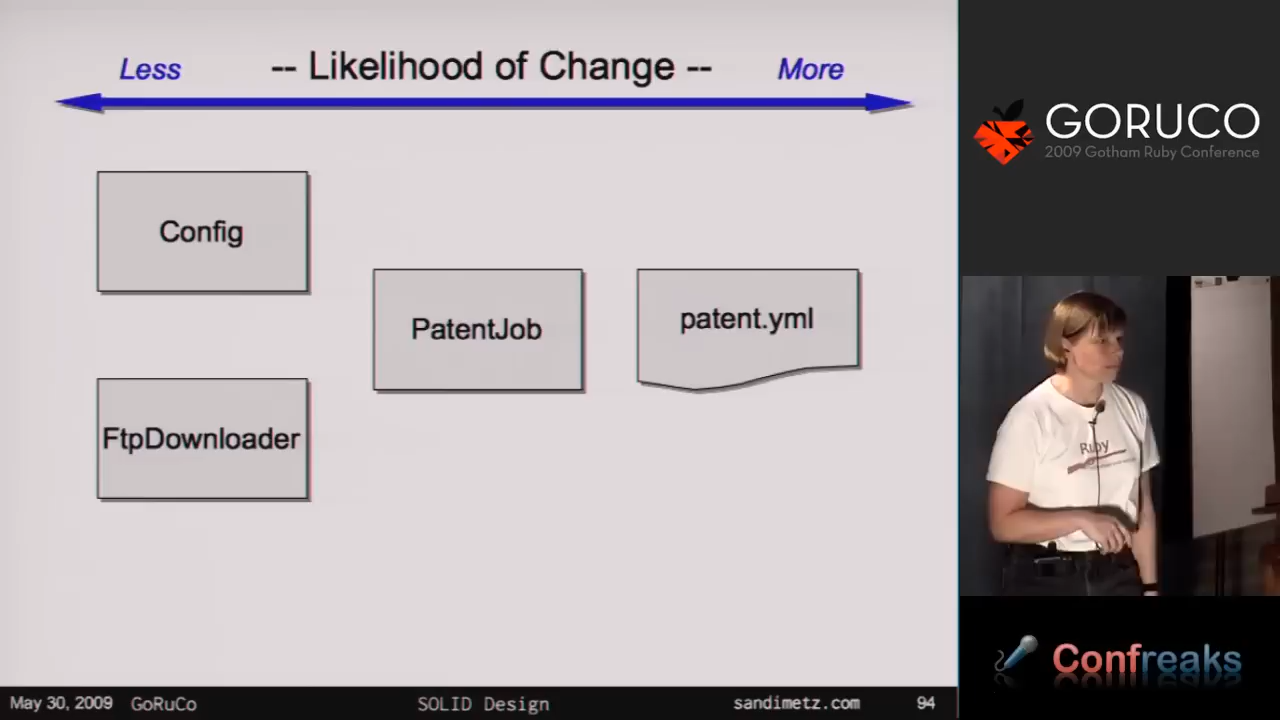 Less -- Likelihood of Change -- More
Config
PatentJob
patent.yml
FtpDownloader
May 30, 2009 GoRuCo SOLID Design sandimetz.com 94
GORUCO
2009 Gotham Ruby Conference
Ruby
Confreaks